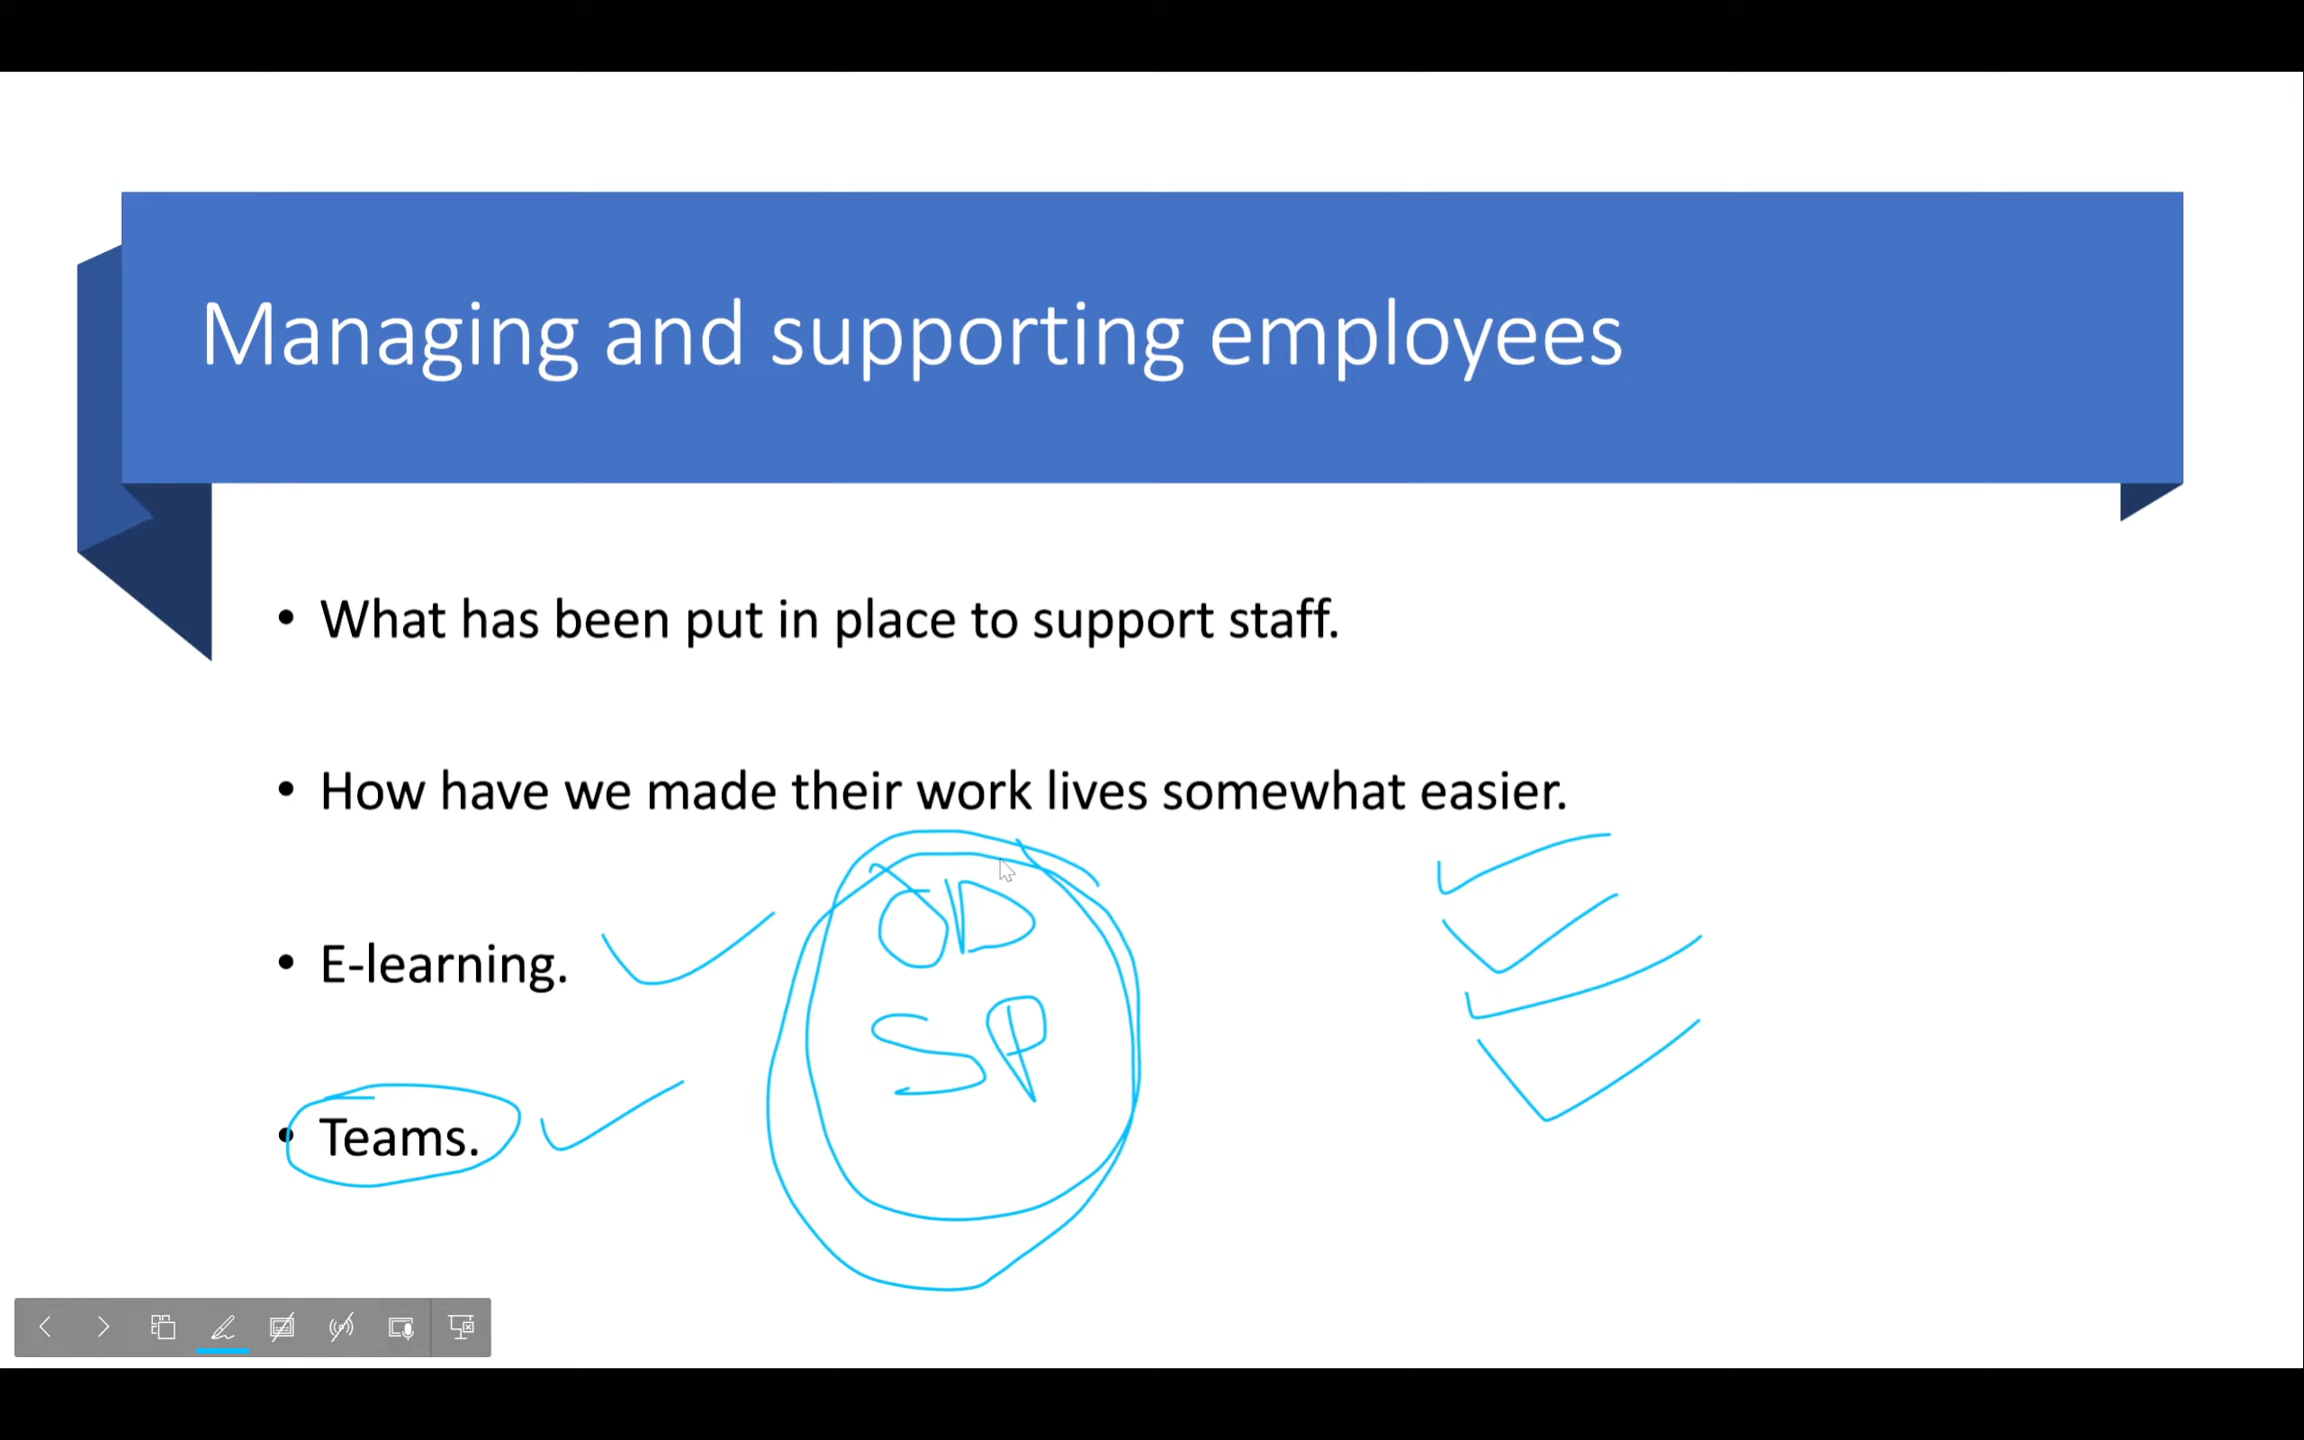 Managing and supporting employees
• What has been put in place to support staff.
• How have we made their work lives somewhat easier.
OD
• E-learning.
SP
• Teams.